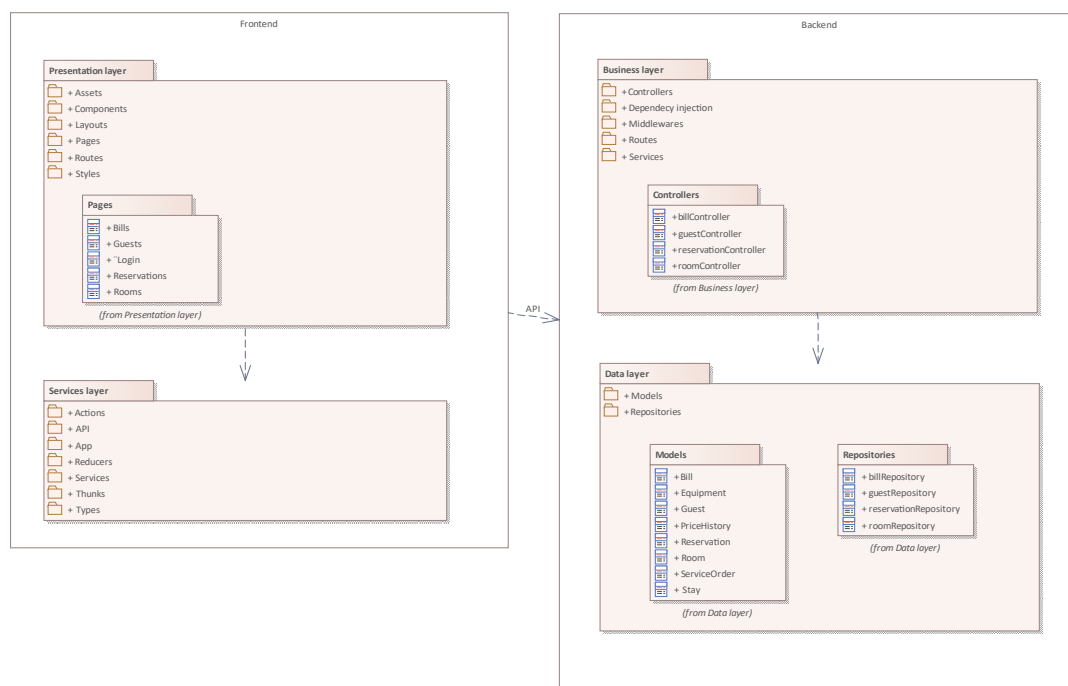 Frontend
Presentation layer
+ Assets
+ Components
+ Layouts
+ Pages
+ Routes
+ Styles
Pages
+ Bills
+ Guests
+ ¨Login
+ Reservations
+ Rooms
(from Presentation layer)
Services layer
+ Actions
+ API
+ App
+ Reducers
+ Services
+ Thunks
+ Types
API
Backend
Business layer
+ Controllers
+ Dependecy injection
+ Middlewares
+ Routes
+ Services
Controllers
+ billController
+ guestController
+ reservationController
+ roomController
(from Business layer)
Data layer
+ Models
+ Repositories
Models
+ Bill
+ Equipment
+ Guest
+ PriceHistory
+ Reservation
+ Room
+ ServiceOrder
+ Stay
(from Data layer)
Repositories
+ billRepository
+ guestRepository
+ reservationRepository
+ roomRepository
(from Data layer)